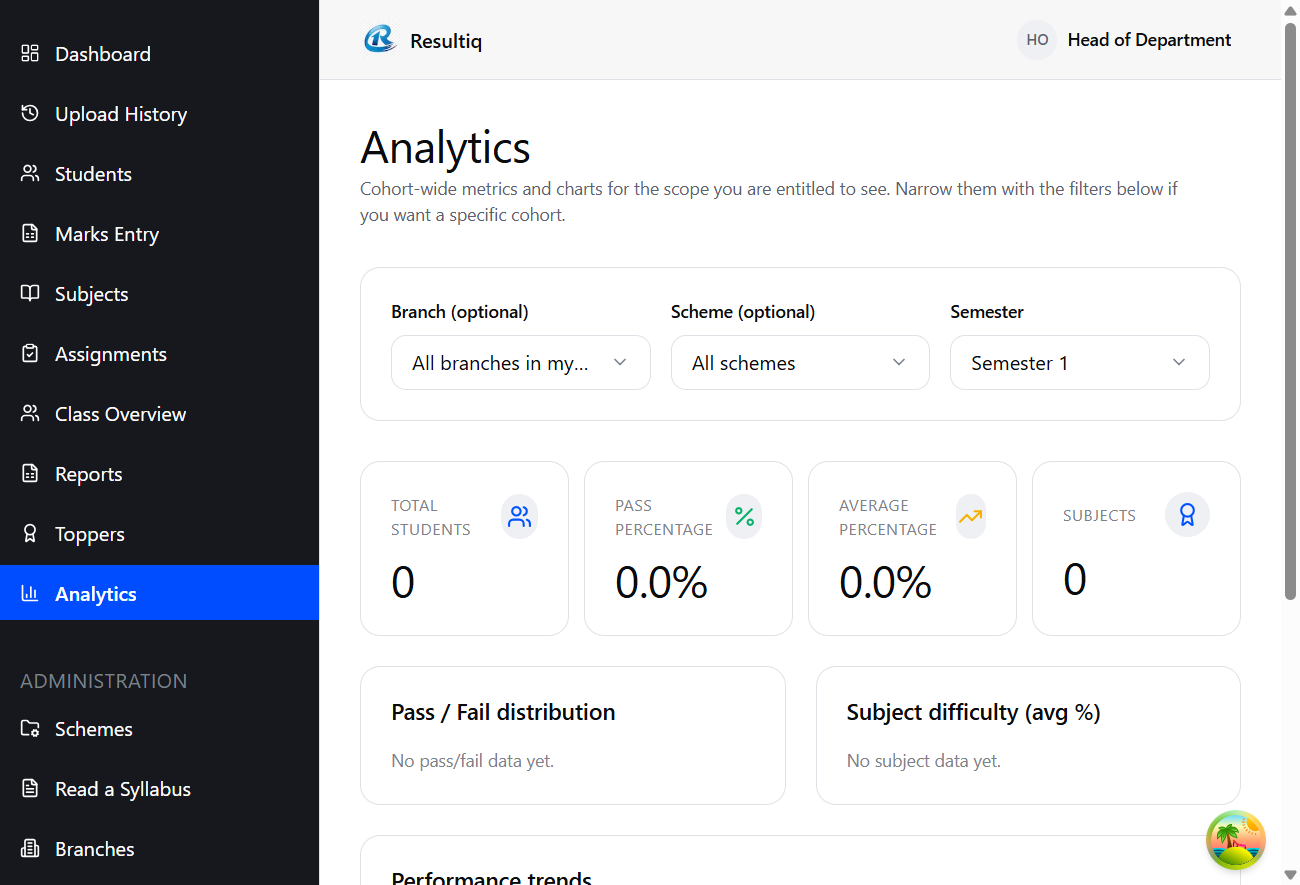 Dashboard
Upload History
Students
Marks Entry
Subjects
Assignments
Class Overview
Reports
Toppers
Analytics
ADMINISTRATION
Schemes
Read a Syllabus
Branches
Resultiq
HO Head of Department
Analytics
Cohort-wide metrics and charts for the scope you are entitled to see. Narrow them with the filters below if
you want a specific cohort.
Branch (optional)
All branches in my...
Scheme (optional)
All schemes
Semester
Semester 1
TOTAL
STUDENTS
0
PASS
PERCENTAGE
0.0%
AVERAGE
PERCENTAGE
0.0%
SUBJECTS
0
Pass / Fail distribution
No pass/fail data yet.
Subject difficulty (avg %)
No subject data yet.
Performance trends